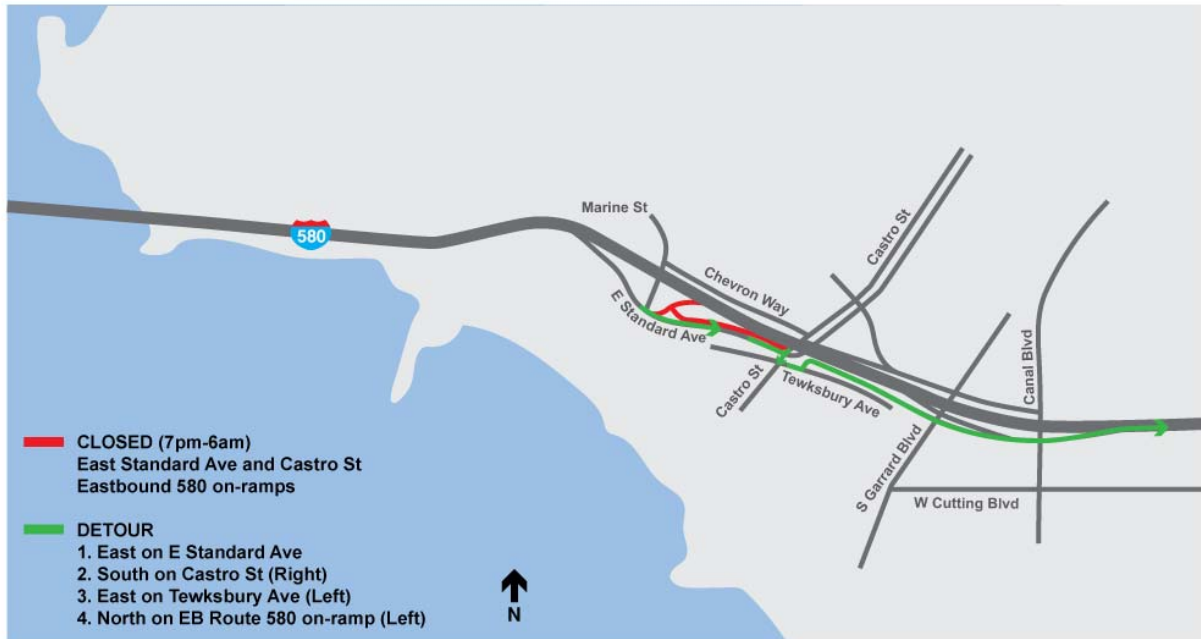 Marine St
580
Castro St
Chevron Way
E Standard Ave
Canal Blvd
Castro St
Tewksbury Ave
S Garrard Blvd
W Cutting Blvd
CLOSED (7pm-6am)
East Standard Ave and Castro St
Eastbound 580 on-ramps
DETOUR
1. East on E Standard Ave
2. South on Castro St (Right)
3. East on Tewksbury Ave (Left)
4. North on EB Route 580 on-ramp (Left)
N